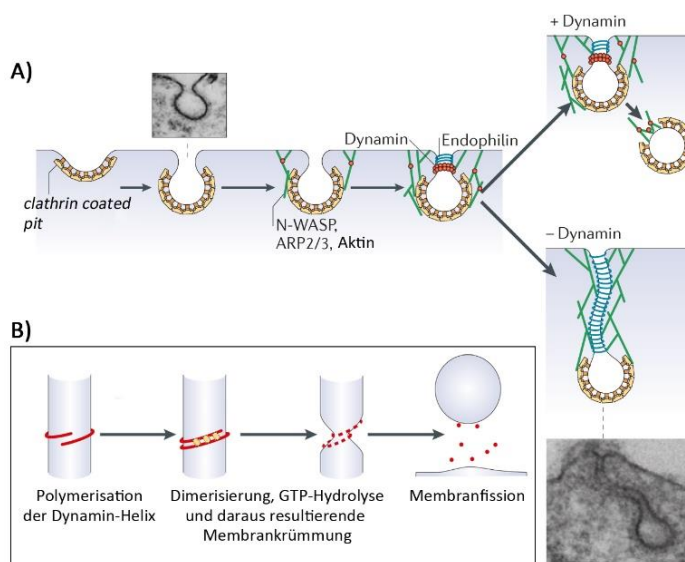 + Dynamin
A)
Dynamin
Endophilin
clathrin coated
pit
N-WASP,
ARP2/3, Aktin
– Dynamin
B)
Polymerisation
der Dynamin-Helix
Dimerisierung, GTP-Hydrolyse
und daraus resultierende
Membrankrümmung
Membranfission